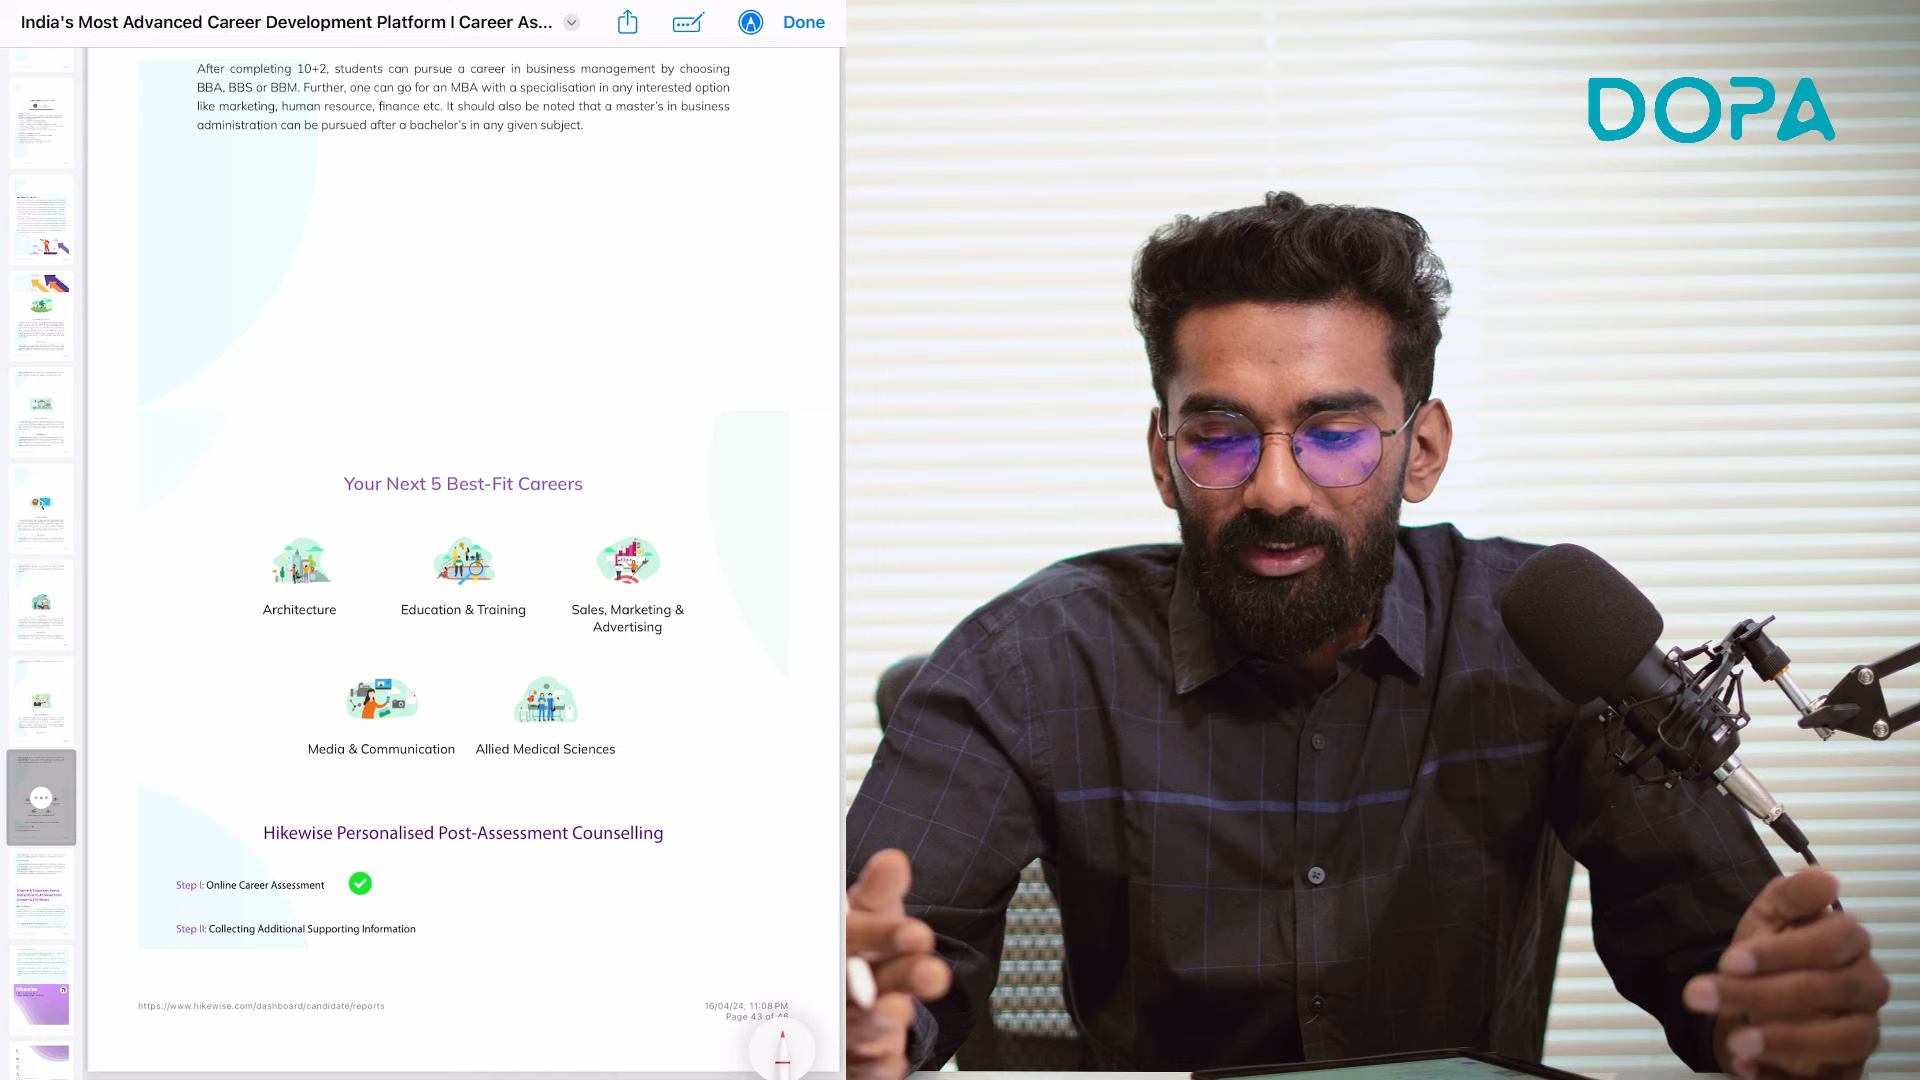 India's Most Advanced Career Development Platform I Career As...
Done
DOPA
After completing 10+2, students can pursue a career in business management by choosing
BBA, BBS or BBM. Further, one can go for an MBA with a specialisation in any interested option
like marketing, human resource, finance etc. It should also be noted that a master's in business
administration can be pursued after a bachelor's in any given subject.
Your Next 5 Best-Fit Careers
Architecture
Education & Training
Sales, Marketing &
Advertising
Media & Communication
Allied Medical Sciences
Hikewise Personalised Post-Assessment Counselling
Step I: Online Career Assessment
Step II: Collecting Additional Supporting Information
https://www.hikewise.com/dashboard/candidate/reports
16/04/24, 11:08 PM
Page 43 of 46
hikewise